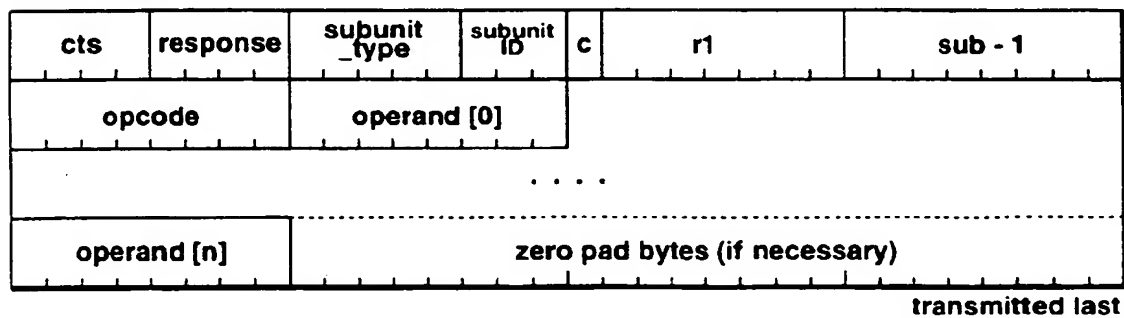 cts response subunit _type subunit ID c r1 sub - 1
opcode operand [0]
. . . .
operand [n] zero pad bytes (if necessary)
transmitted last